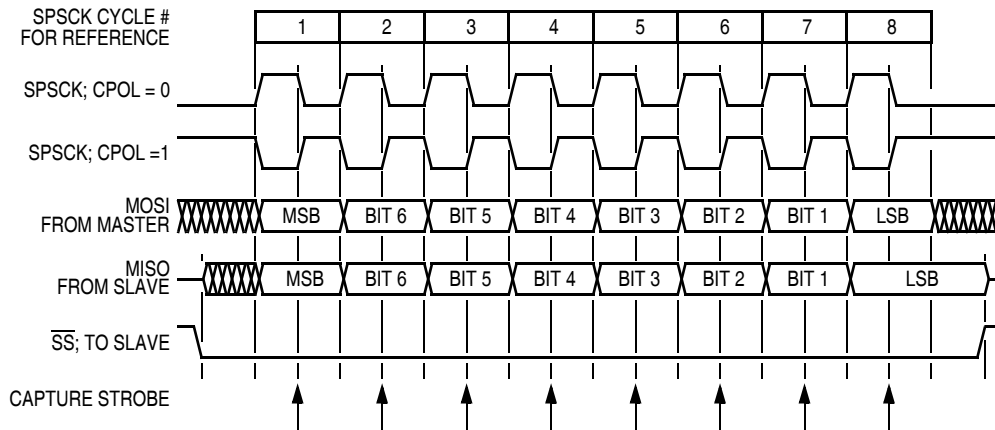 SPSCK CYCLE #
FOR REFERENCE
1 2 3 4 5 6 7 8
SPSCK; CPOL = 0
SPSCK; CPOL =1
MOSI
FROM MASTER
MSB BIT 6 BIT 5 BIT 4 BIT 3 BIT 2 BIT 1 LSB
MISO
FROM SLAVE
MSB BIT 6 BIT 5 BIT 4 BIT 3 BIT 2 BIT 1 LSB
SS; TO SLAVE
CAPTURE STROBE